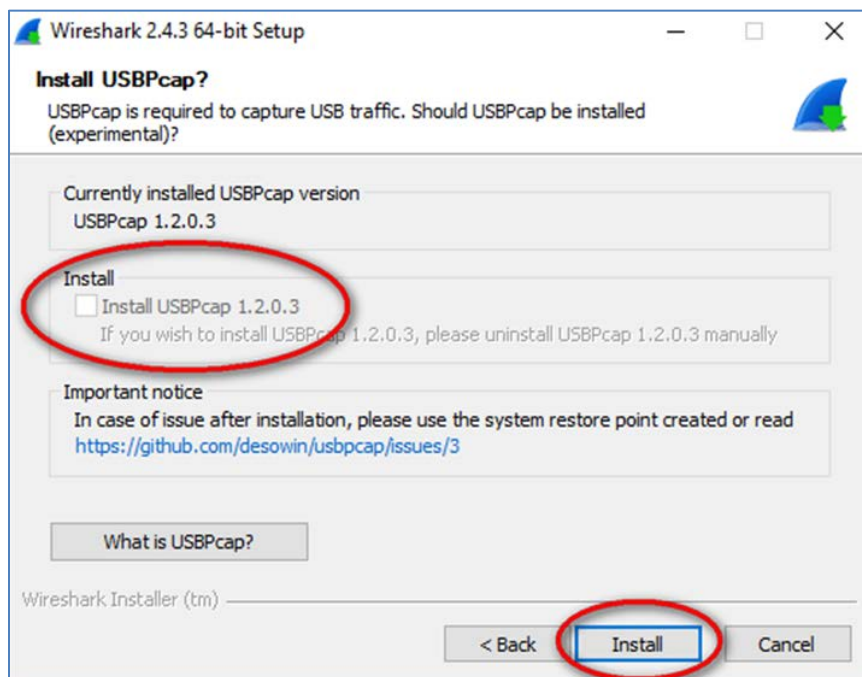 Wireshark 2.4.3 64-bit Setup
Install USBPcap?
USBPcap is required to capture USB traffic. Should USBPcap be installed
(experimental)?
Currently installed USBPcap version
USBPcap 1.2.0.3
Install
Install USBPcap 1.2.0.3
If you wish to install USBPcap 1.2.0.3, please uninstall USBPcap 1.2.0.3 manually
Important notice
In case of issue after installation, please use the system restore point created or read
https://github.com/desowin/usbpcap/issues/3
What is USBPcap?
Wireshark Installer (tm)
< Back
Install
Cancel